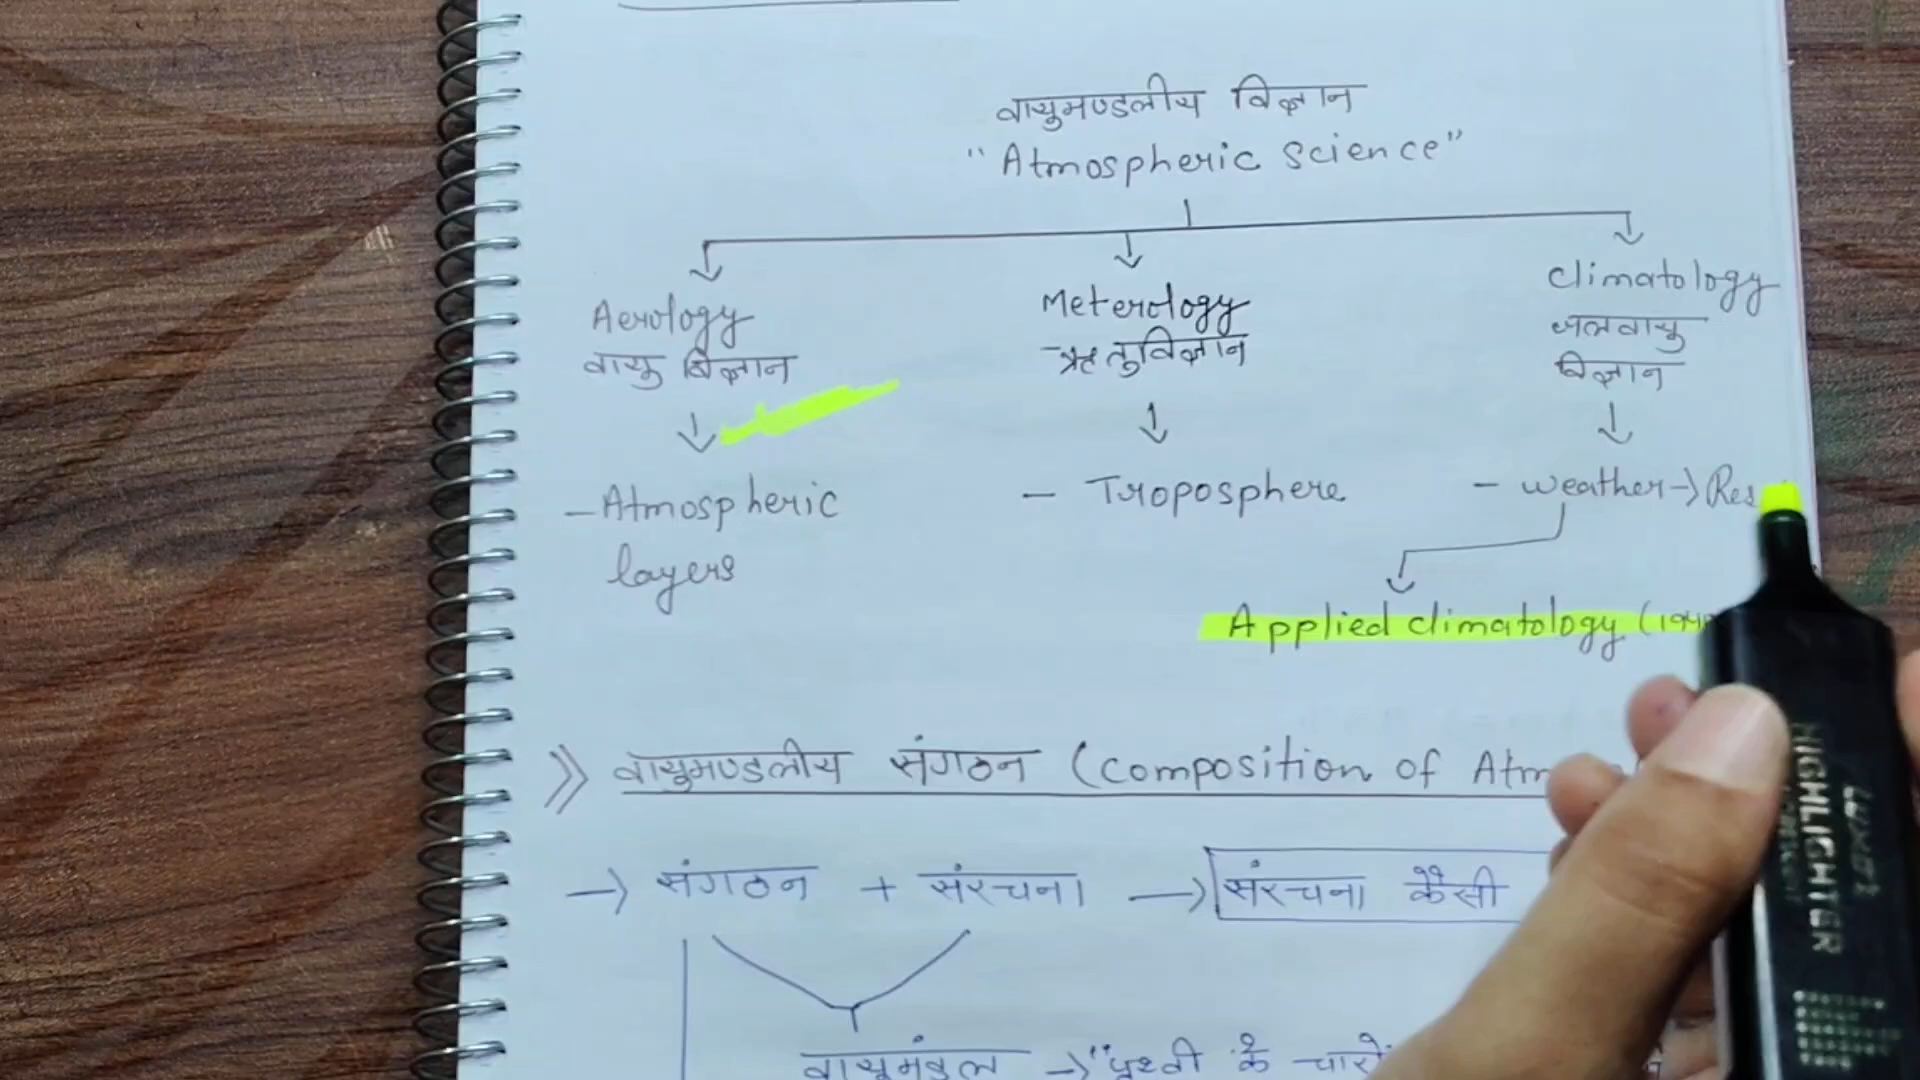 वायुमण्डलीय विज्ञान
"Atmospheric Science"
Aerology
वायु विज्ञान
Meterology
ऋतुविज्ञान
Climatology
जलवायु
विज्ञान
- Atmospheric
layers
- Troposphere
- weather → Res
Applied climatology
वायुमण्डलीय संगठन (Composition of Atm
→ संगठन + संरचना → संरचना कैसी
वायुमंडल → "पृथ्वी के चारों
HIGHLIGHTER